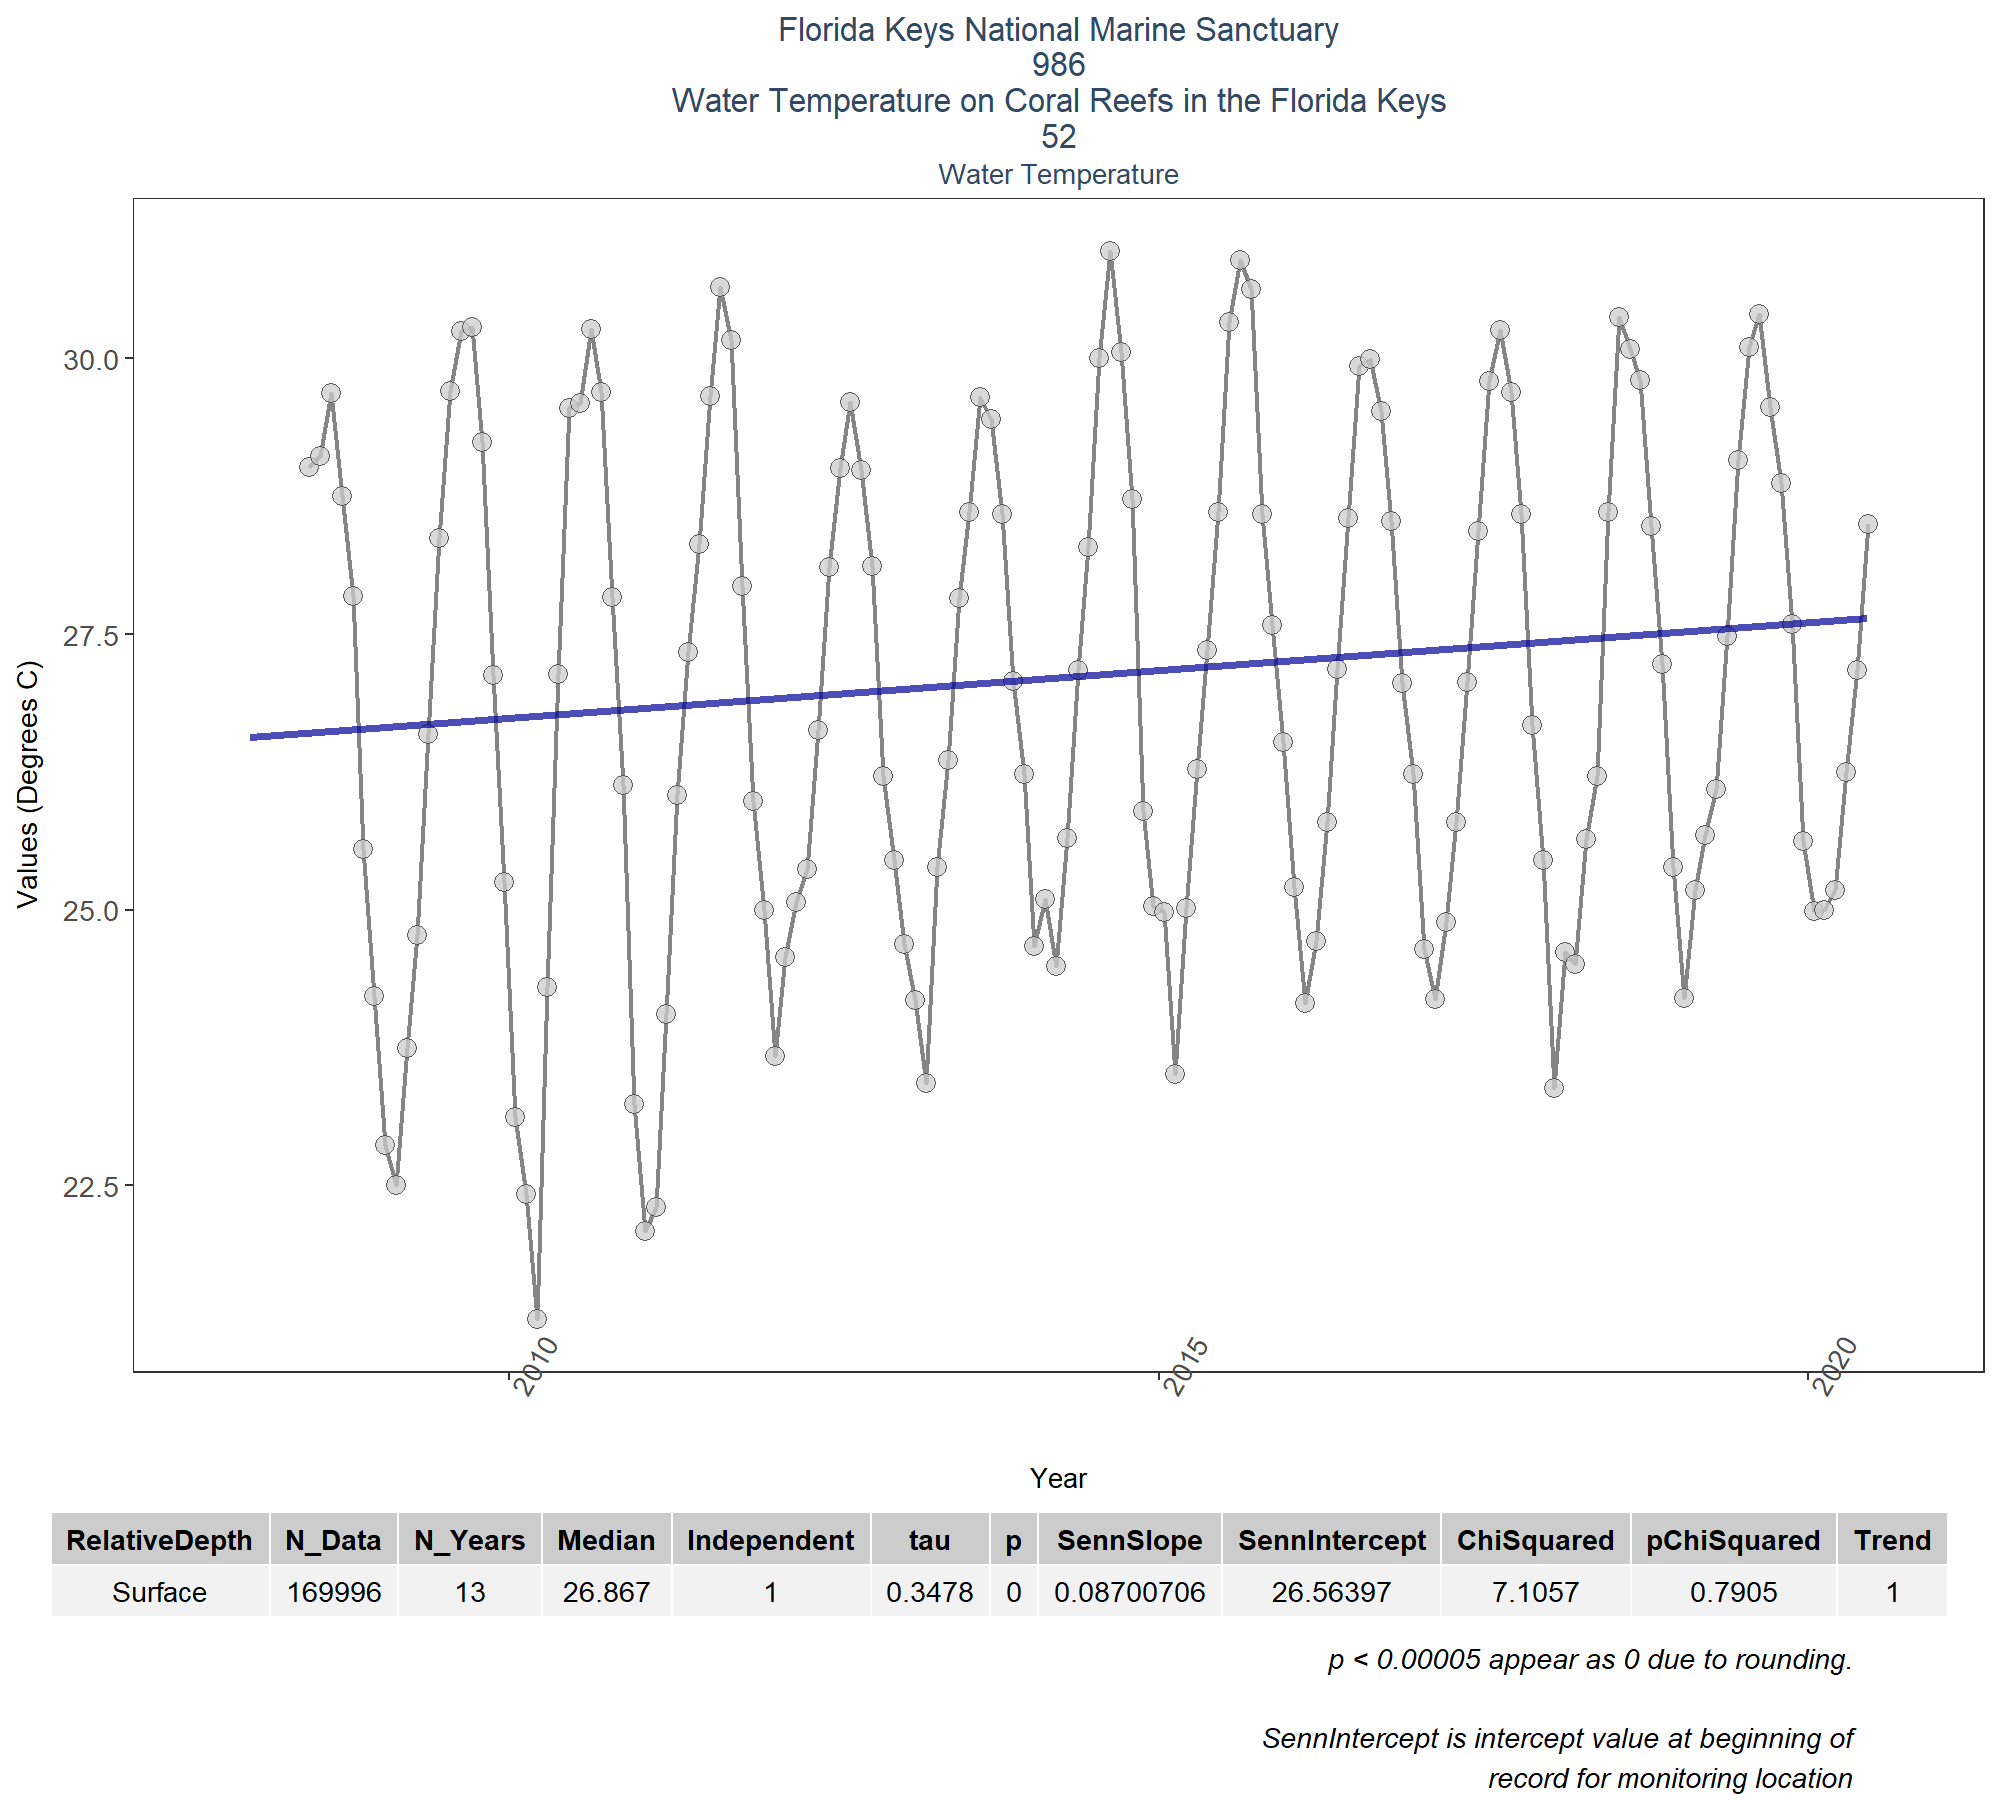 Florida Keys National Marine Sanctuary
986
Water Temperature on Coral Reefs in the Florida Keys
52
Water Temperature
Values (Degrees C)
30.0
27.5
25.0
22.5
2010 2015 2020
Year
RelativeDepth N_Data N_Years Median Independent tau p SennSlope SennIntercept ChiSquared pChiSquared Trend
Surface 169996 13 26.867 1 0.3478 0 0.08700706 26.56397 7.1057 0.7905 1
p < 0.00005 appear as 0 due to rounding.
SennIntercept is intercept value at beginning of
record for monitoring location